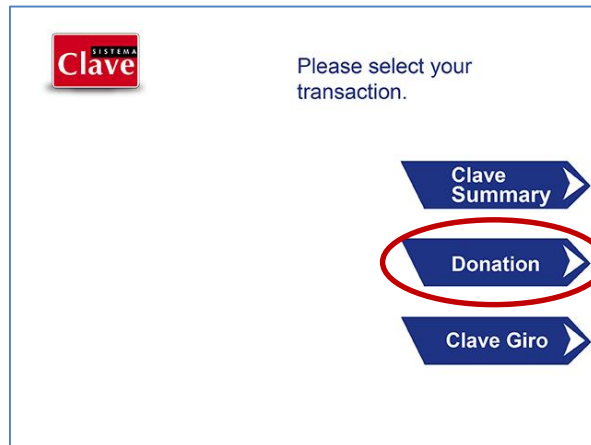 SISTEMA
Clave
Please select your
transaction.
Clave
Summary
Donation
Clave Giro